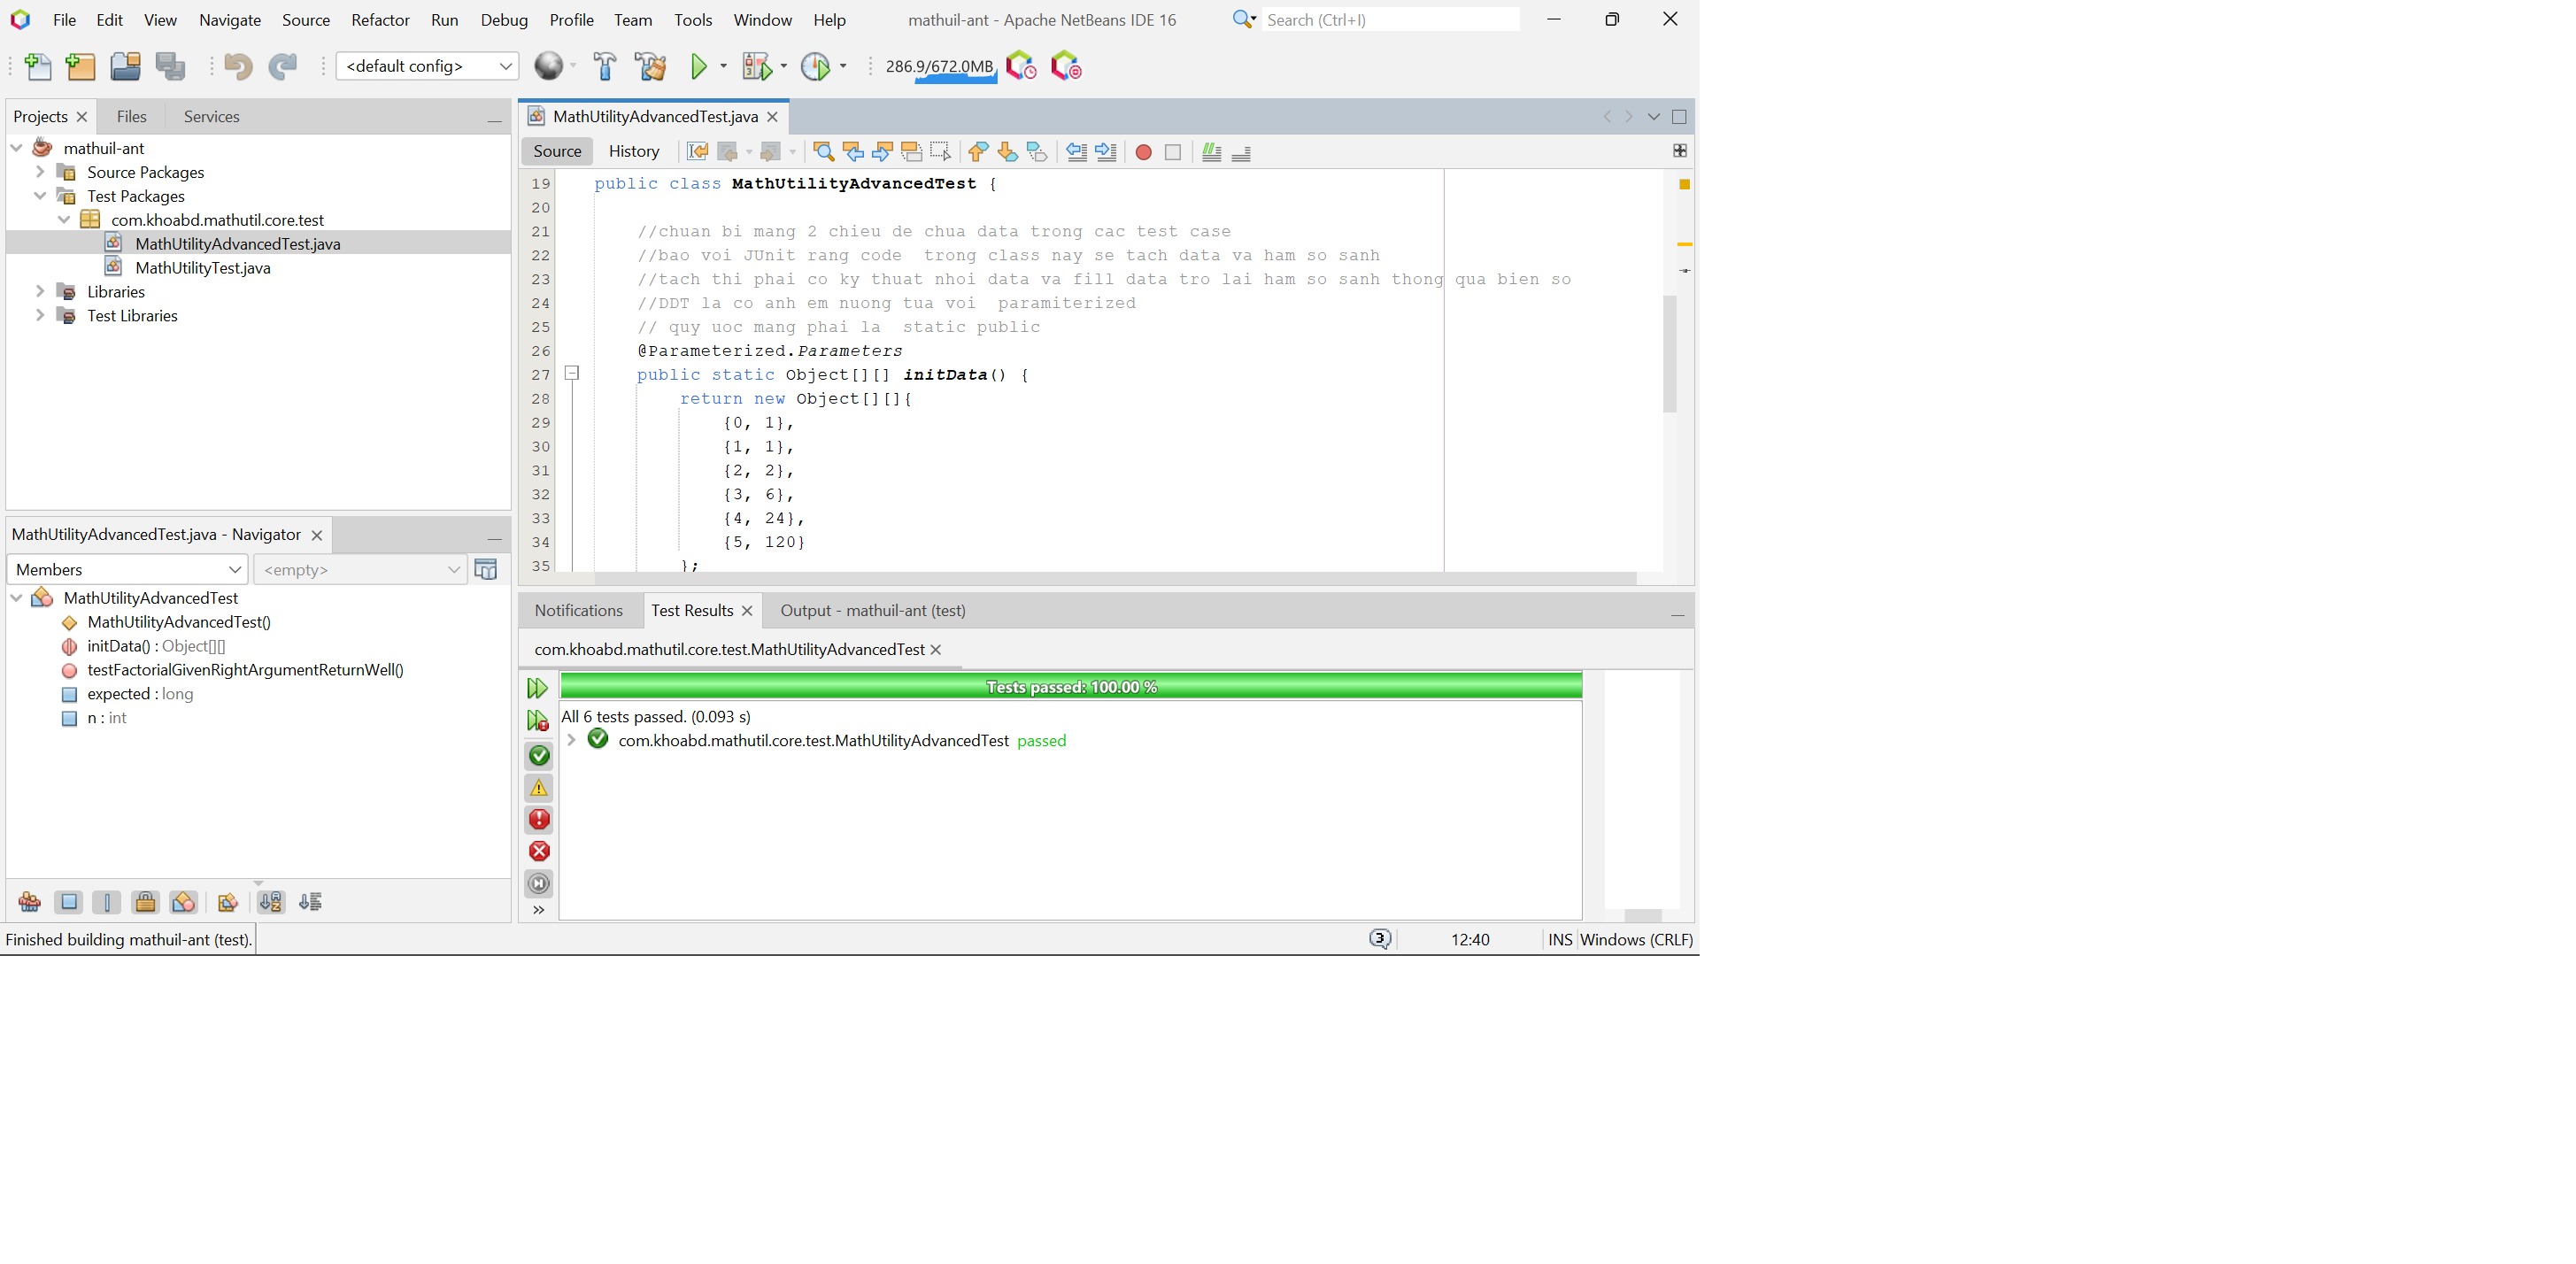 File Edit View Navigate Source Refactor Run Debug Profile Team Tools Window Help mathuil-ant - Apache NetBeans IDE 16 Search (Ctrl+I)
<default config> 286.9/672.0MB
Projects Files Services
mathuil-ant
Source Packages
Test Packages
com.khoabd.mathutil.core.test
MathUtilityAdvancedTest.java
MathUtilityTest.java
Libraries
Test Libraries
MathUtilityAdvancedTest.java - Navigator
Members <empty>
MathUtilityAdvancedTest
MathUtilityAdvancedTest()
initData() : Object[][]
testFactorialGivenRightArgumentReturnWell()
expected : long
n : int
MathUtilityAdvancedTest.java
Source History
19 public class MathUtilityAdvancedTest {
20
21 //chuan bi mang 2 chieu de chua data trong cac test case
22 //bao voi JUnit rang code  trong class nay se tach data va ham so sanh
23 //tach thi phai co ky thuat nhoi data va fill data tro lai ham so sanh thong qua bien so
24 //DDT la co anh em nuong tua voi  paramiterized
25 // quy uoc mang phai la  static public
26 @Parameterized.Parameters
27 public static Object[][] initData() {
28 return new Object[][]{
29 {0, 1},
30 {1, 1},
31 {2, 2},
32 {3, 6},
33 {4, 24},
34 {5, 120}
35 };
Notifications Test Results Output - mathuil-ant (test)
com.khoabd.mathutil.core.test.MathUtilityAdvancedTest
Tests passed: 100.00 %
All 6 tests passed. (0.093 s)
com.khoabd.mathutil.core.test.MathUtilityAdvancedTest passed
Finished building mathuil-ant (test). 3 12:40 INS Windows (CRLF)